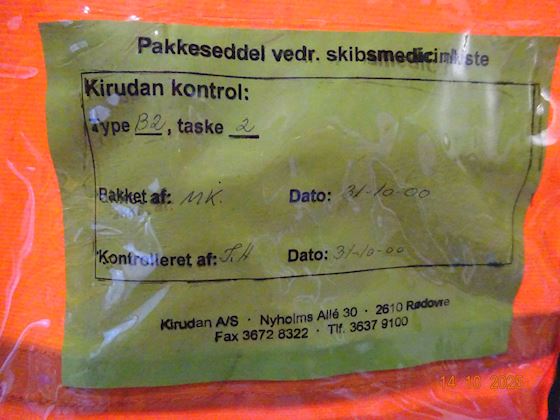 Pakkeseddel vedr. skibsmedicinkiste
Kirudan kontrol:
Type B2, taske 2
Pakket af: MK. Dato: 31-10-00
Kontrolleret af: J.H Dato: 31-10-00
Kirudan A/S · Nyholms Allé 30 · 2610 Rødovre
Fax 3672 8322 · Tlf. 3637 9100
14 10 2025